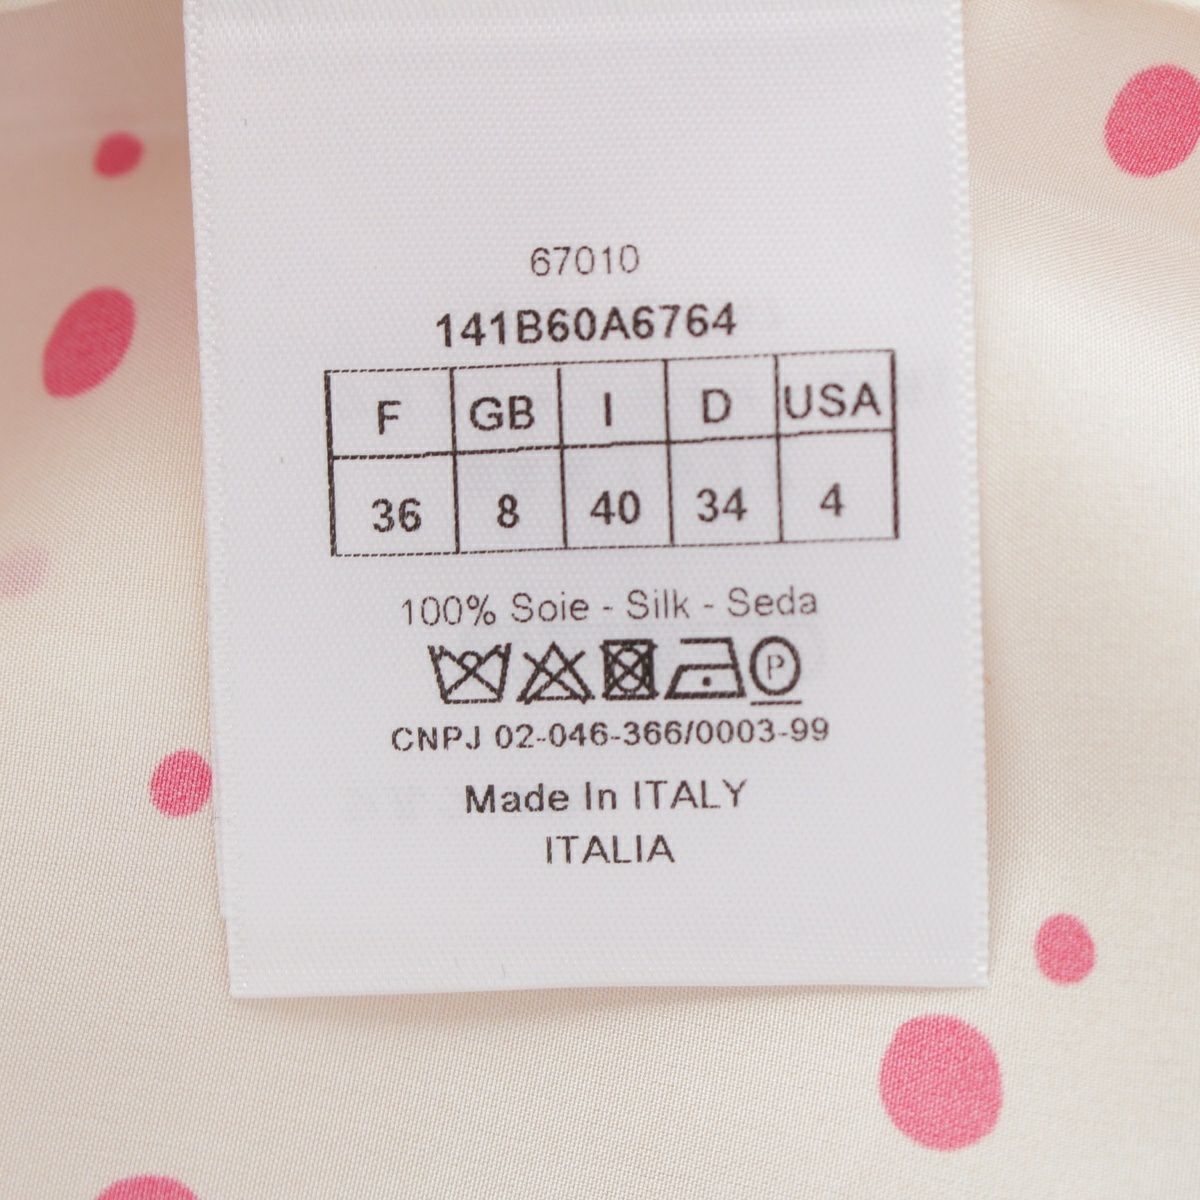 67010
141B60A6764
F GB I D USA
36 8 40 34 4
100% Soie - Silk - Seda
P
CNPJ 02-046-366/0003-99
Made In ITALY
ITALIA